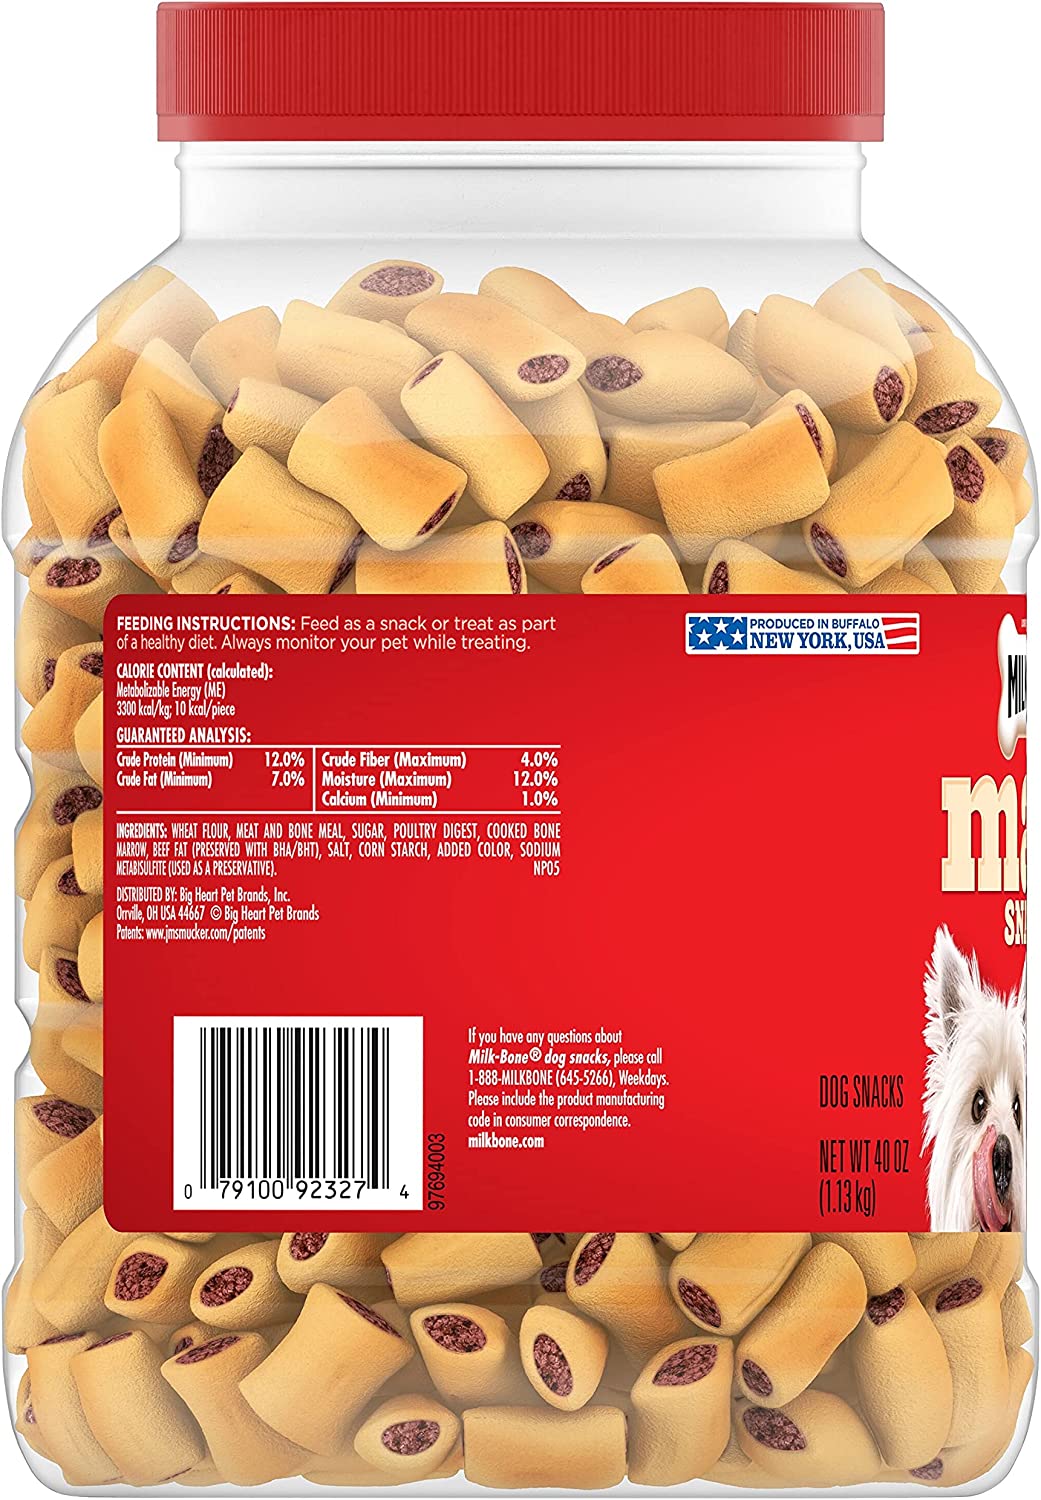 FEEDING INSTRUCTIONS: Feed as a snack or treat as part
of a healthy diet. Always monitor your pet while treating.
CALORIE CONTENT (calculated):
Metabolizable Energy (ME)
3300 kcal/kg; 10 kcal/piece
GUARANTEED ANALYSIS:
Crude Protein (Minimum) 12.0% Crude Fiber (Maximum) 4.0%
Crude Fat (Minimum) 7.0% Moisture (Maximum) 12.0%
Calcium (Minimum) 1.0%
INGREDIENTS: WHEAT FLOUR, MEAT AND BONE MEAL, SUGAR, POULTRY DIGEST, COOKED BONE
MARROW, BEEF FAT (PRESERVED WITH BHA/BHT), SALT, CORN STARCH, ADDED COLOR, SODIUM
METABISULFITE (USED AS A PRESERVATIVE). NP05
DISTRIBUTED BY: Big Heart Pet Brands, Inc.
Orrville, OH USA 44667 © Big Heart Pet Brands
Patents: www.jmsmucker.com/patents
0 79100 92327 4
97694003
If you have any questions about
Milk-Bone® dog snacks, please call
1-888-MILKBONE (645-5266), Weekdays.
Please include the product manufacturing
code in consumer correspondence.
milkbone.com
PRODUCED IN BUFFALO
NEW YORK, USA
MIL
ma
SN
DOG SNACKS
NET WT 40 OZ
(1.13 kg)